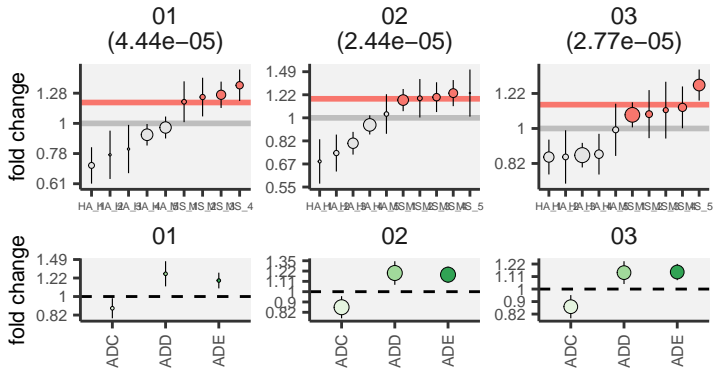 01
(4.44e−05)
02
(2.44e−05)
03
(2.77e−05)
fold change
1.28
1
0.78
0.61
1.49
1.22
1
0.82
0.67
0.55
1.22
1
0.82
01
02
03
fold change
1.49
1.22
1
0.82
1.35
1.22
1.11
1
0.9
0.82
1.22
1.11
1
0.9
0.82
ADC
ADD
ADE
ADC
ADD
ADE
ADC
ADD
ADE